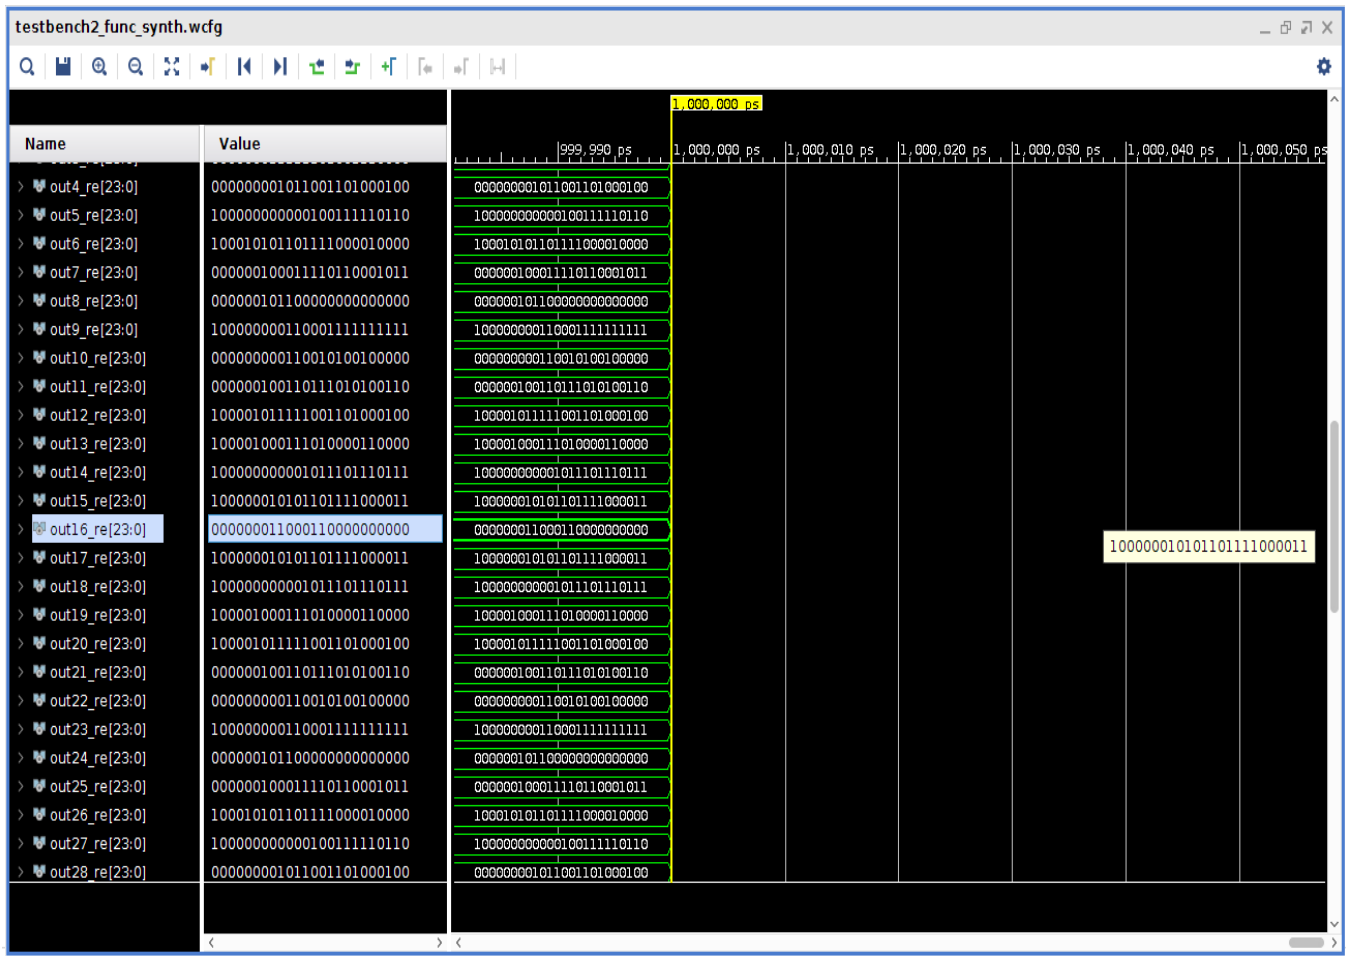 testbench2_func_synth.wcfg
1,000,000 ps
Name Value
999,990 ps 1,000,000 ps 1,000,010 ps 1,000,020 ps 1,000,030 ps 1,000,040 ps 1,000,050 ps
out4_re[23:0] 000000001011001101000100 000000001011001101000100
out5_re[23:0] 100000000000100111110110 100000000000100111110110
out6_re[23:0] 100010101101111000010000 100010101101111000010000
out7_re[23:0] 000000100011110110001011 000000100011110110001011
out8_re[23:0] 000000101100000000000000 000000101100000000000000
out9_re[23:0] 100000000110001111111111 100000000110001111111111
out10_re[23:0] 000000000110010100100000 000000000110010100100000
out11_re[23:0] 000000100110111010100110 000000100110111010100110
out12_re[23:0] 100001011111001101000100 100001011111001101000100
out13_re[23:0] 100001000111010000110000 100001000111010000110000
out14_re[23:0] 100000000001011101110111 100000000001011101110111
out15_re[23:0] 100000010101101111000011 100000010101101111000011
out16_re[23:0] 000000011000110000000000 000000011000110000000000
100000010101101111000011
out17_re[23:0] 100000010101101111000011 100000010101101111000011
out18_re[23:0] 100000000001011101110111 100000000001011101110111
out19_re[23:0] 100001000111010000110000 100001000111010000110000
out20_re[23:0] 100001011111001101000100 100001011111001101000100
out21_re[23:0] 000000100110111010100110 000000100110111010100110
out22_re[23:0] 000000000110010100100000 000000000110010100100000
out23_re[23:0] 100000000110001111111111 100000000110001111111111
out24_re[23:0] 000000101100000000000000 000000101100000000000000
out25_re[23:0] 000000100011110110001011 000000100011110110001011
out26_re[23:0] 100010101101111000010000 100010101101111000010000
out27_re[23:0] 100000000000100111110110 100000000000100111110110
out28_re[23:0] 000000001011001101000100 000000001011001101000100